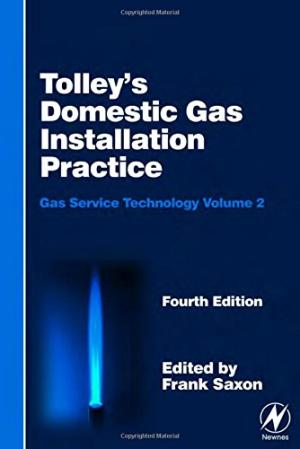 Tolley's
Domestic Gas
Installation
Practice
Gas Service Technology Volume 2
Fourth Edition
Edited by
Frank Saxon
Newnes